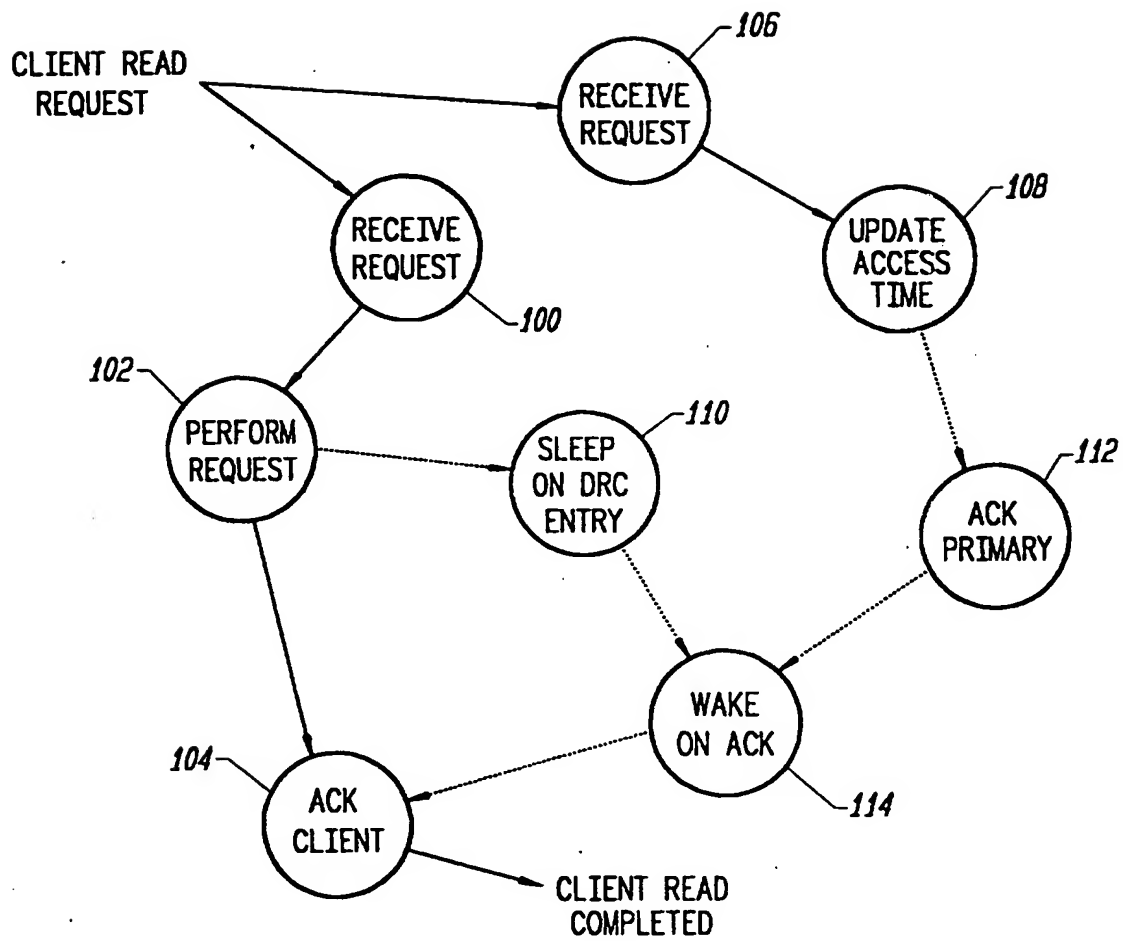 106
CLIENT READ
REQUEST
RECEIVE
REQUEST
108
RECEIVE
REQUEST
UPDATE
ACCESS
TIME
100
102
PERFORM
REQUEST
110
SLEEP
ON DRC
ENTRY
112
ACK
PRIMARY
WAKE
ON ACK
104
114
ACK
CLIENT
CLIENT READ
COMPLETED